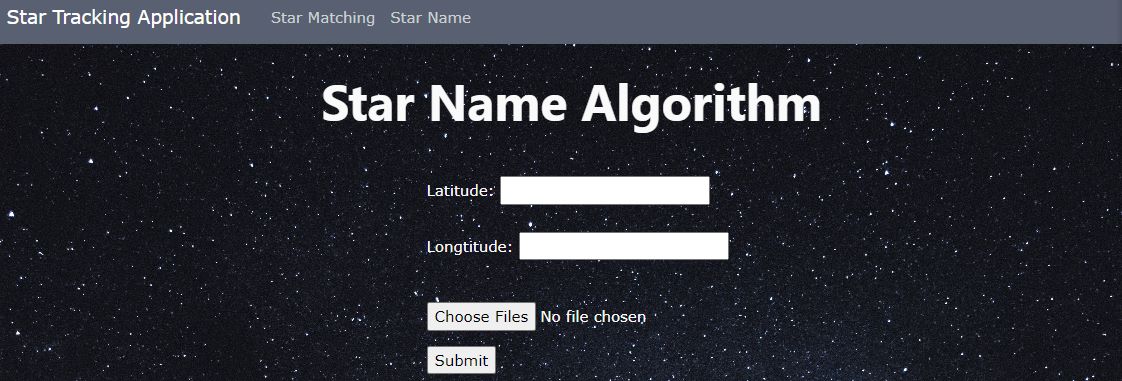 Star Tracking Application Star Matching Star Name
Star Name Algorithm
Latitude:
Longtitude:
Choose Files No file chosen
Submit